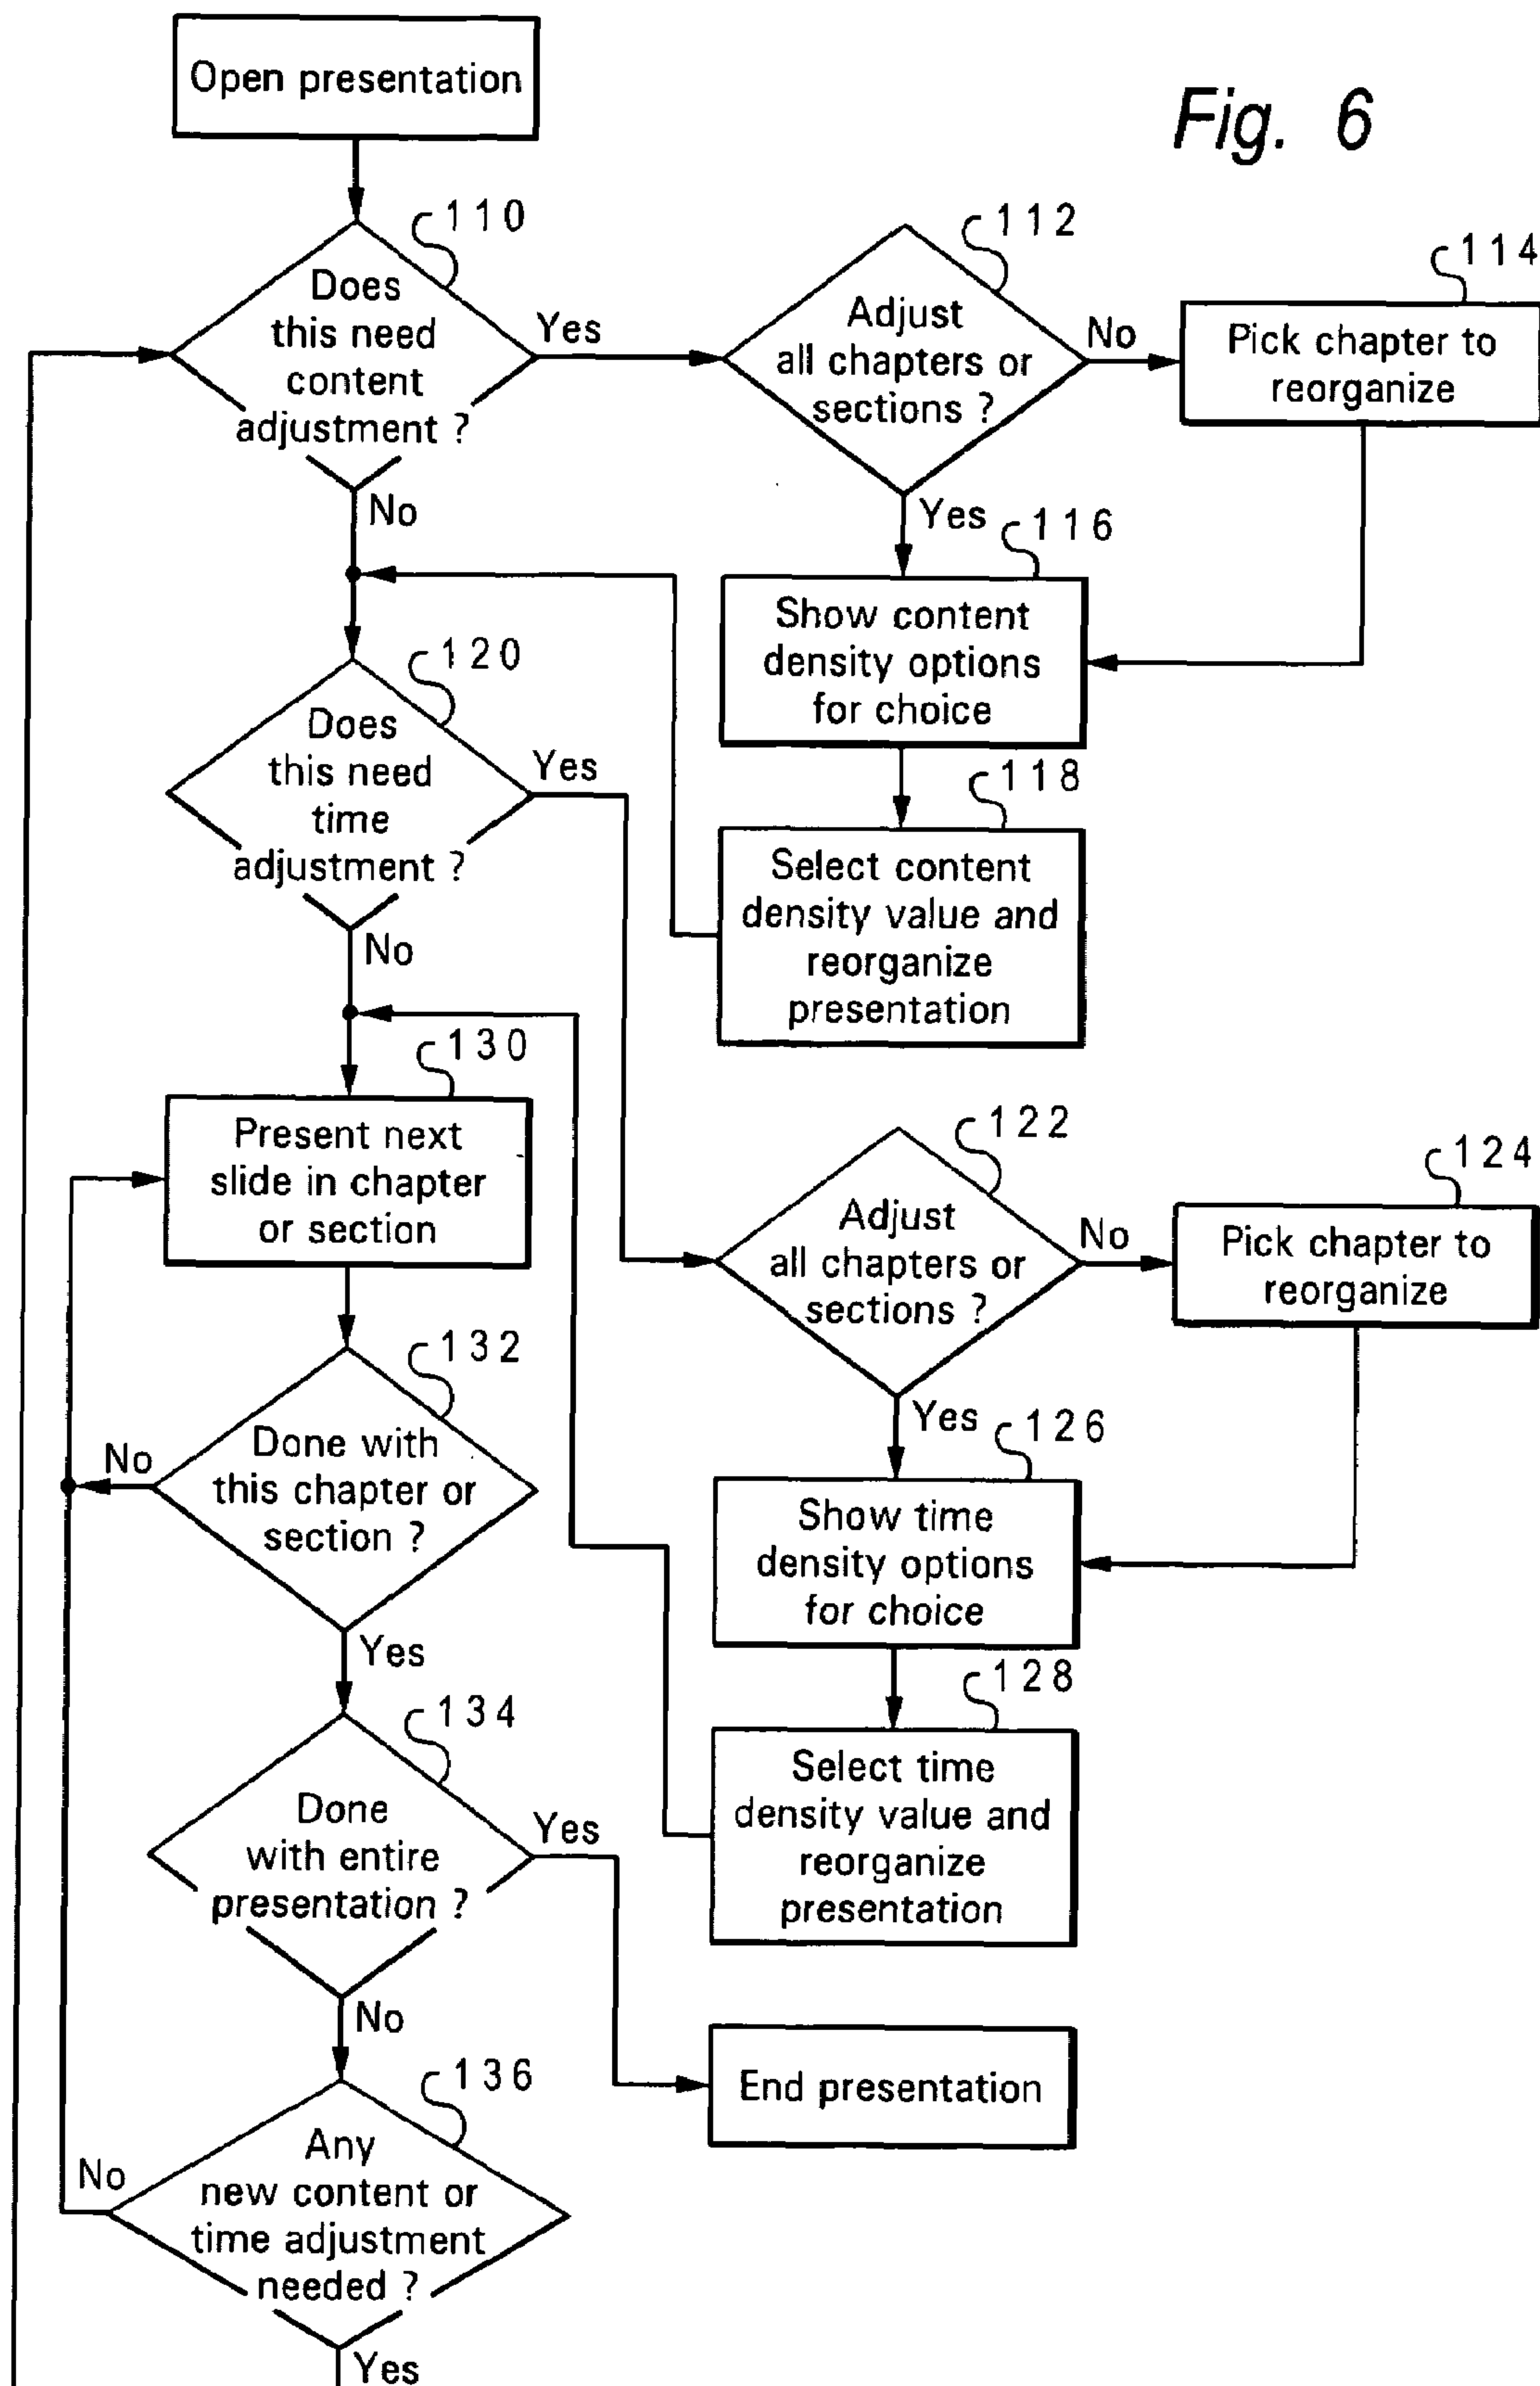 Open presentation
Fig. 6
110
Does
this need
content
adjustment ?
Yes
No
112
Adjust
all chapters or
sections ?
No
Yes
114
Pick chapter to
reorganize
116
Show content
density options
for choice
118
Select content
density value and
reorganize
presentation
120
Does
this need
time
adjustment ?
Yes
No
122
Adjust
all chapters or
sections ?
No
Yes
124
Pick chapter to
reorganize
126
Show time
density options
for choice
128
Select time
density value and
reorganize
presentation
130
Present next
slide in chapter
or section
132
Done with
this chapter or
section ?
No
Yes
134
Done
with entire
presentation ?
Yes
No
End presentation
136
Any
new content or
time adjustment
needed ?
No
Yes